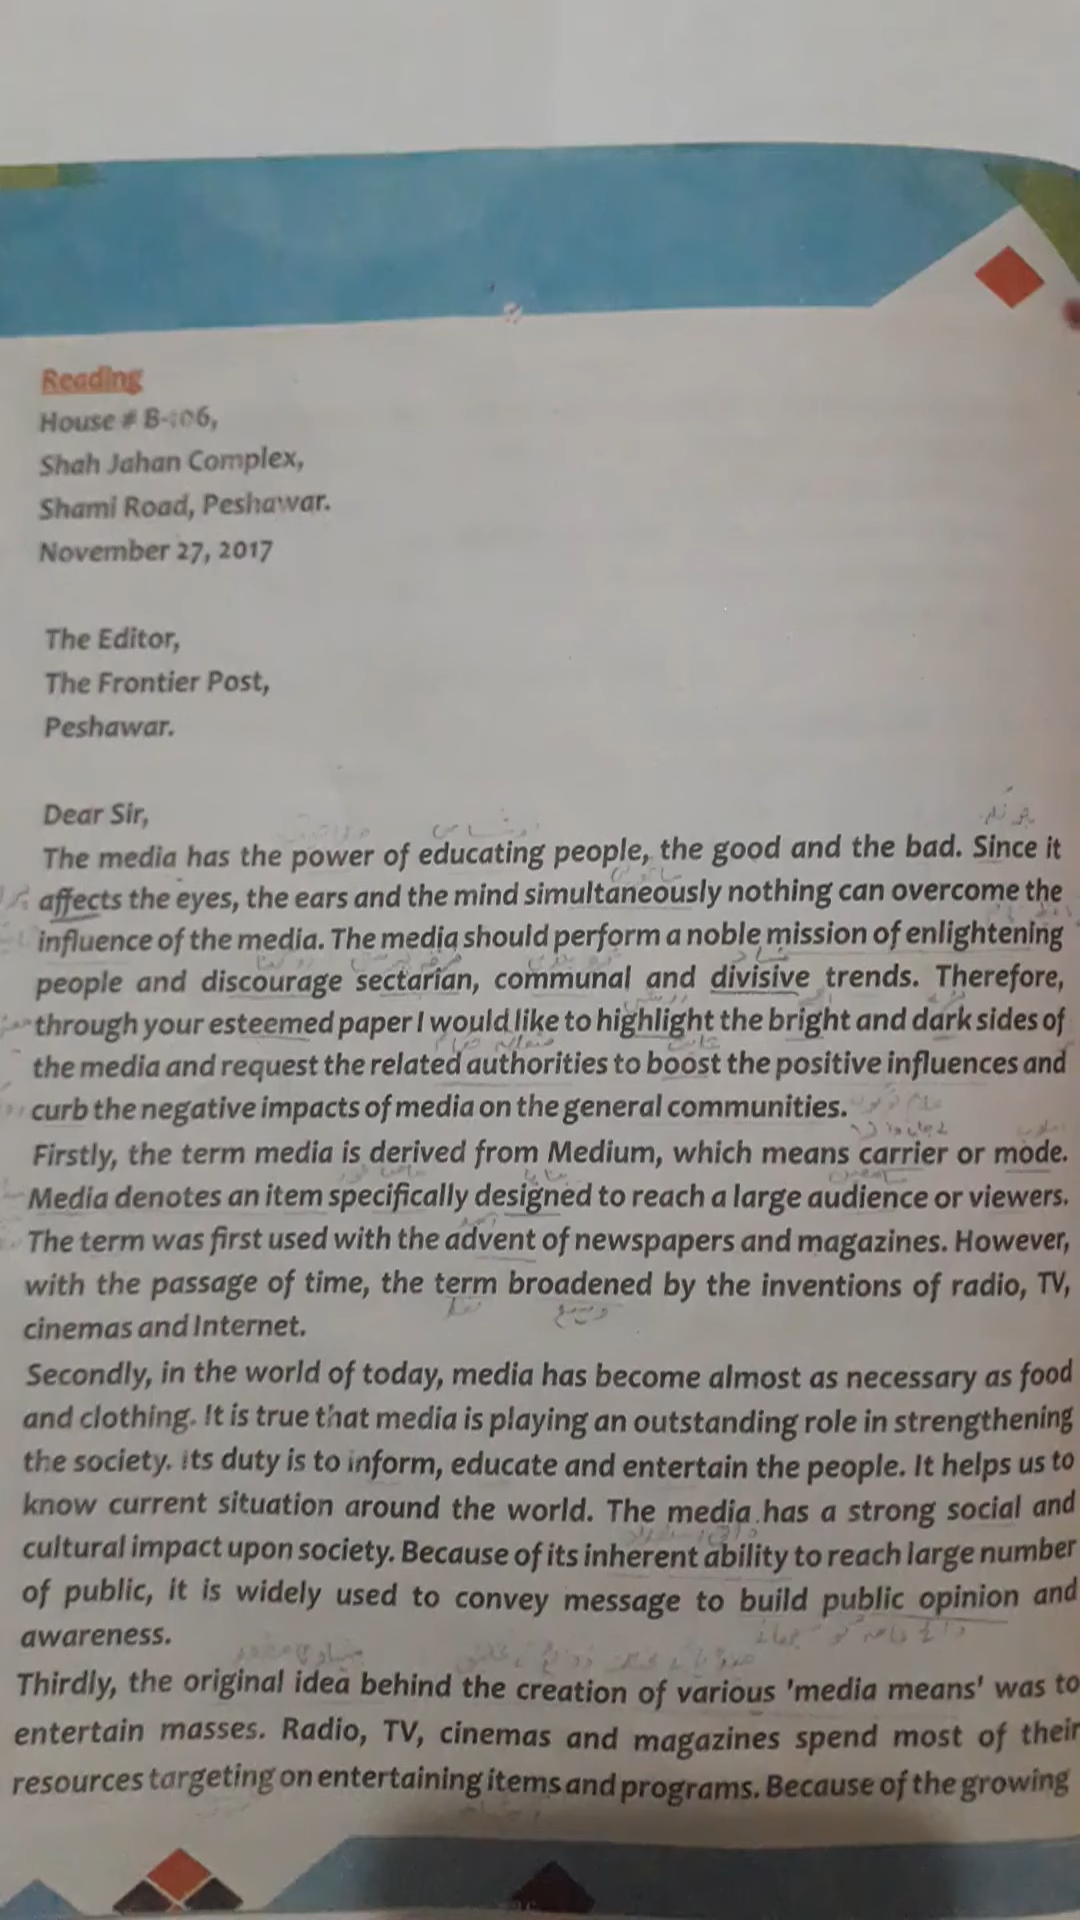 Reading
House # B-106,
Shah Jahan Complex,
Shami Road, Peshawar.
November 27, 2017
The Editor,
The Frontier Post,
Peshawar.
Dear Sir,
The media has the power of educating people, the good and the bad. Since it
affects the eyes, the ears and the mind simultaneously nothing can overcome the
influence of the media. The media should perform a noble mission of enlightening
people and discourage sectarian, communal and divisive trends. Therefore,
through your esteemed paper I would like to highlight the bright and dark sides of
the media and request the related authorities to boost the positive influences and
curb the negative impacts of media on the general communities.
Firstly, the term media is derived from Medium, which means carrier or mode.
Media denotes an item specifically designed to reach a large audience or viewers.
The term was first used with the advent of newspapers and magazines. However,
with the passage of time, the term broadened by the inventions of radio, TV,
وسیع
cinemas and Internet.
Secondly, in the world of today, media has become almost as necessary as food
and clothing. It is true that media is playing an outstanding role in strengthening
the society. Its duty is to inform, educate and entertain the people. It helps us to
know current situation around the world. The media has a strong social and
cultural impact upon society. Because of its inherent ability to reach large number
of public, it is widely used to convey message to build public opinion and
awareness.
Thirdly, the original idea behind the creation of various 'media means' was to
entertain masses. Radio, TV, cinemas and magazines spend most of their
resources targeting on entertaining items and programs. Because of the growing